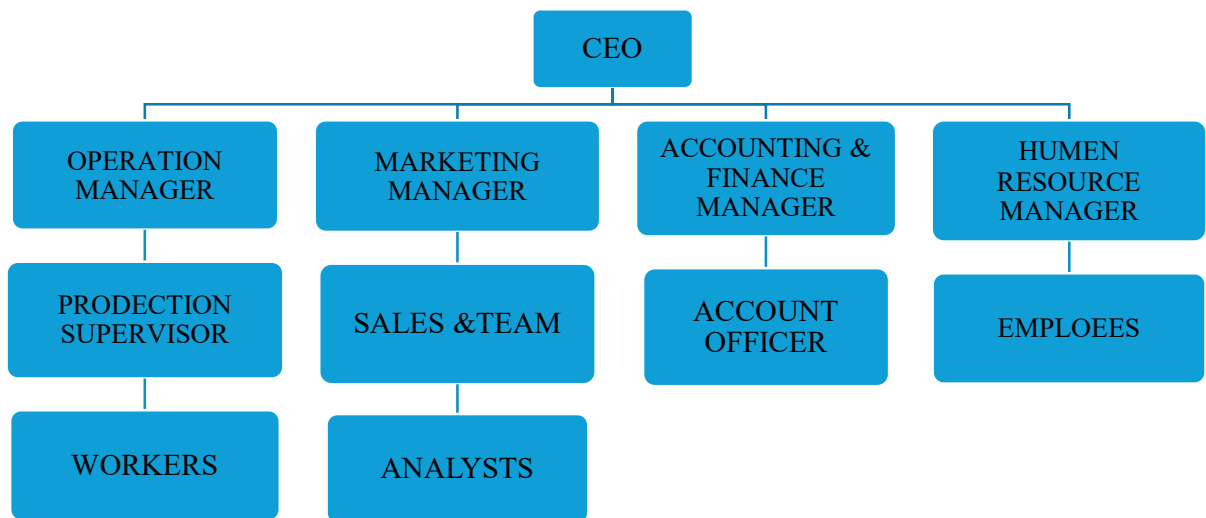 CEO
OPERATION
MANAGER
MARKETING
MANAGER
ACCOUNTING &
FINANCE
MANAGER
HUMEN
RESOURCE
MANAGER
PRODECTION
SUPERVISOR
SALES &TEAM
ACCOUNT
OFFICER
EMPLOEES
WORKERS
ANALYSTS